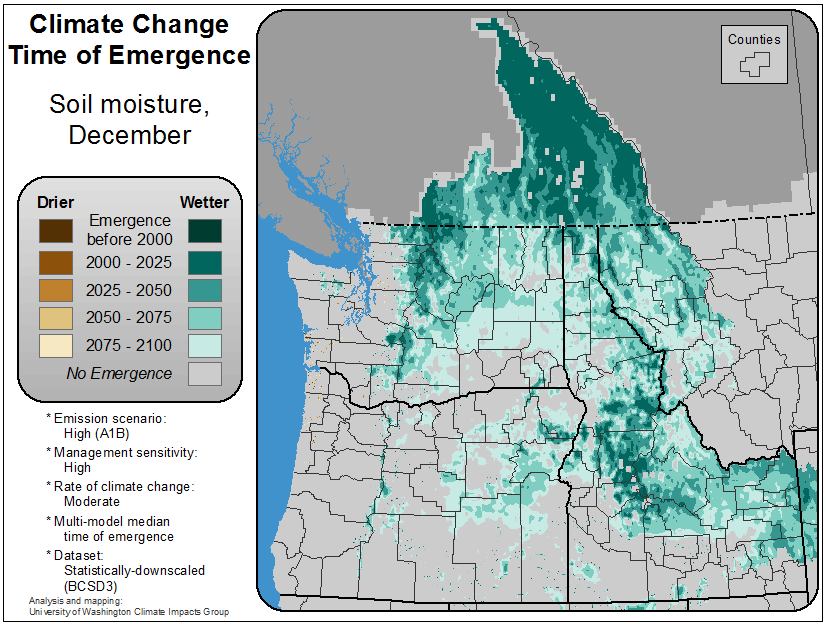 Climate Change
Time of Emergence
Soil moisture,
December
Drier
Wetter
Emergence
before 2000
2000 - 2025
2025 - 2050
2050 - 2075
2075 - 2100
No Emergence
* Emission scenario:
High (A1B)
* Management sensitivity:
High
* Rate of climate change:
Moderate
* Multi-model median
time of emergence
* Dataset:
Statistically-downscaled
(BCSD3)
Analysis and mapping:
University of Washington Climate Impacts Group
Counties